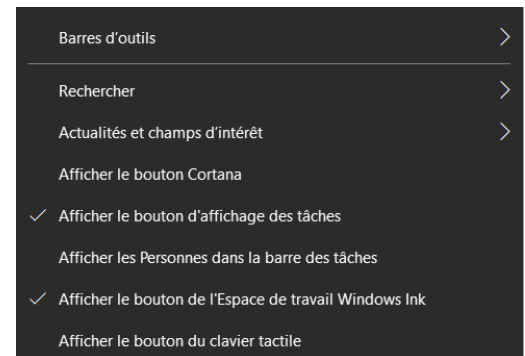 Barres d'outils
Rechercher
Actualités et champs d'intérêt
Afficher le bouton Cortana
Afficher le bouton d'affichage des tâches
Afficher les Personnes dans la barre des tâches
Afficher le bouton de l'Espace de travail Windows Ink
Afficher le bouton du clavier tactile